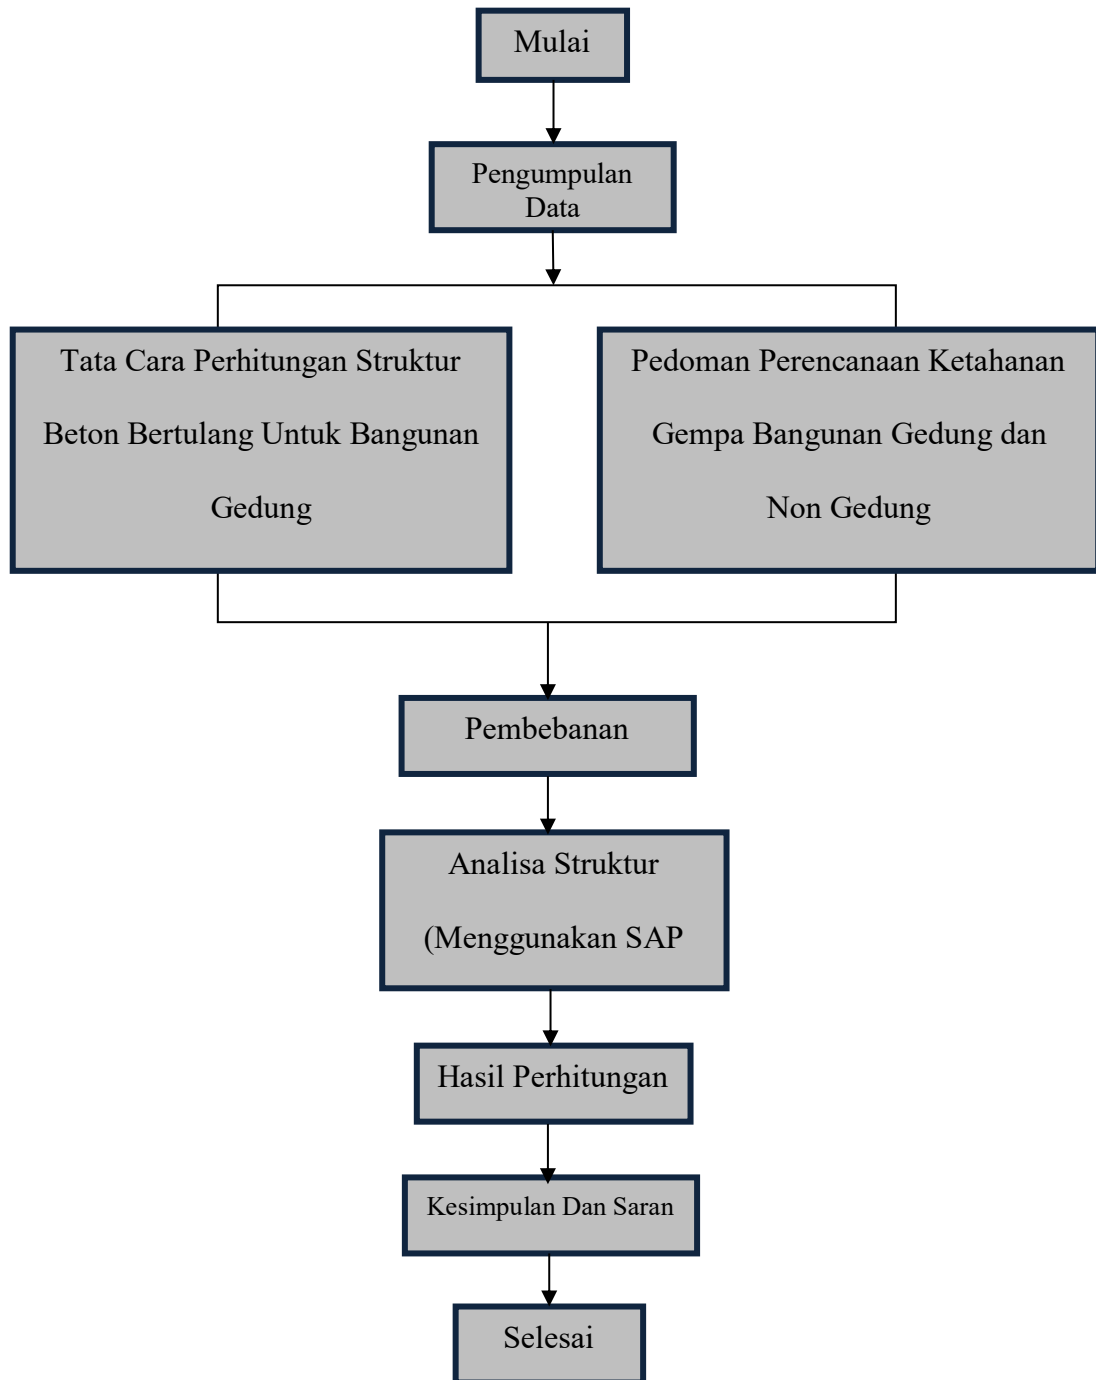 Mulai
Pengumpulan
Data
Tata Cara Perhitungan Struktur
Beton Bertulang Untuk Bangunan
Gedung
Pedoman Perencanaan Ketahanan
Gempa Bangunan Gedung dan
Non Gedung
Pembebanan
Analisa Struktur
(Menggunakan SAP
Hasil Perhitungan
Kesimpulan Dan Saran
Selesai